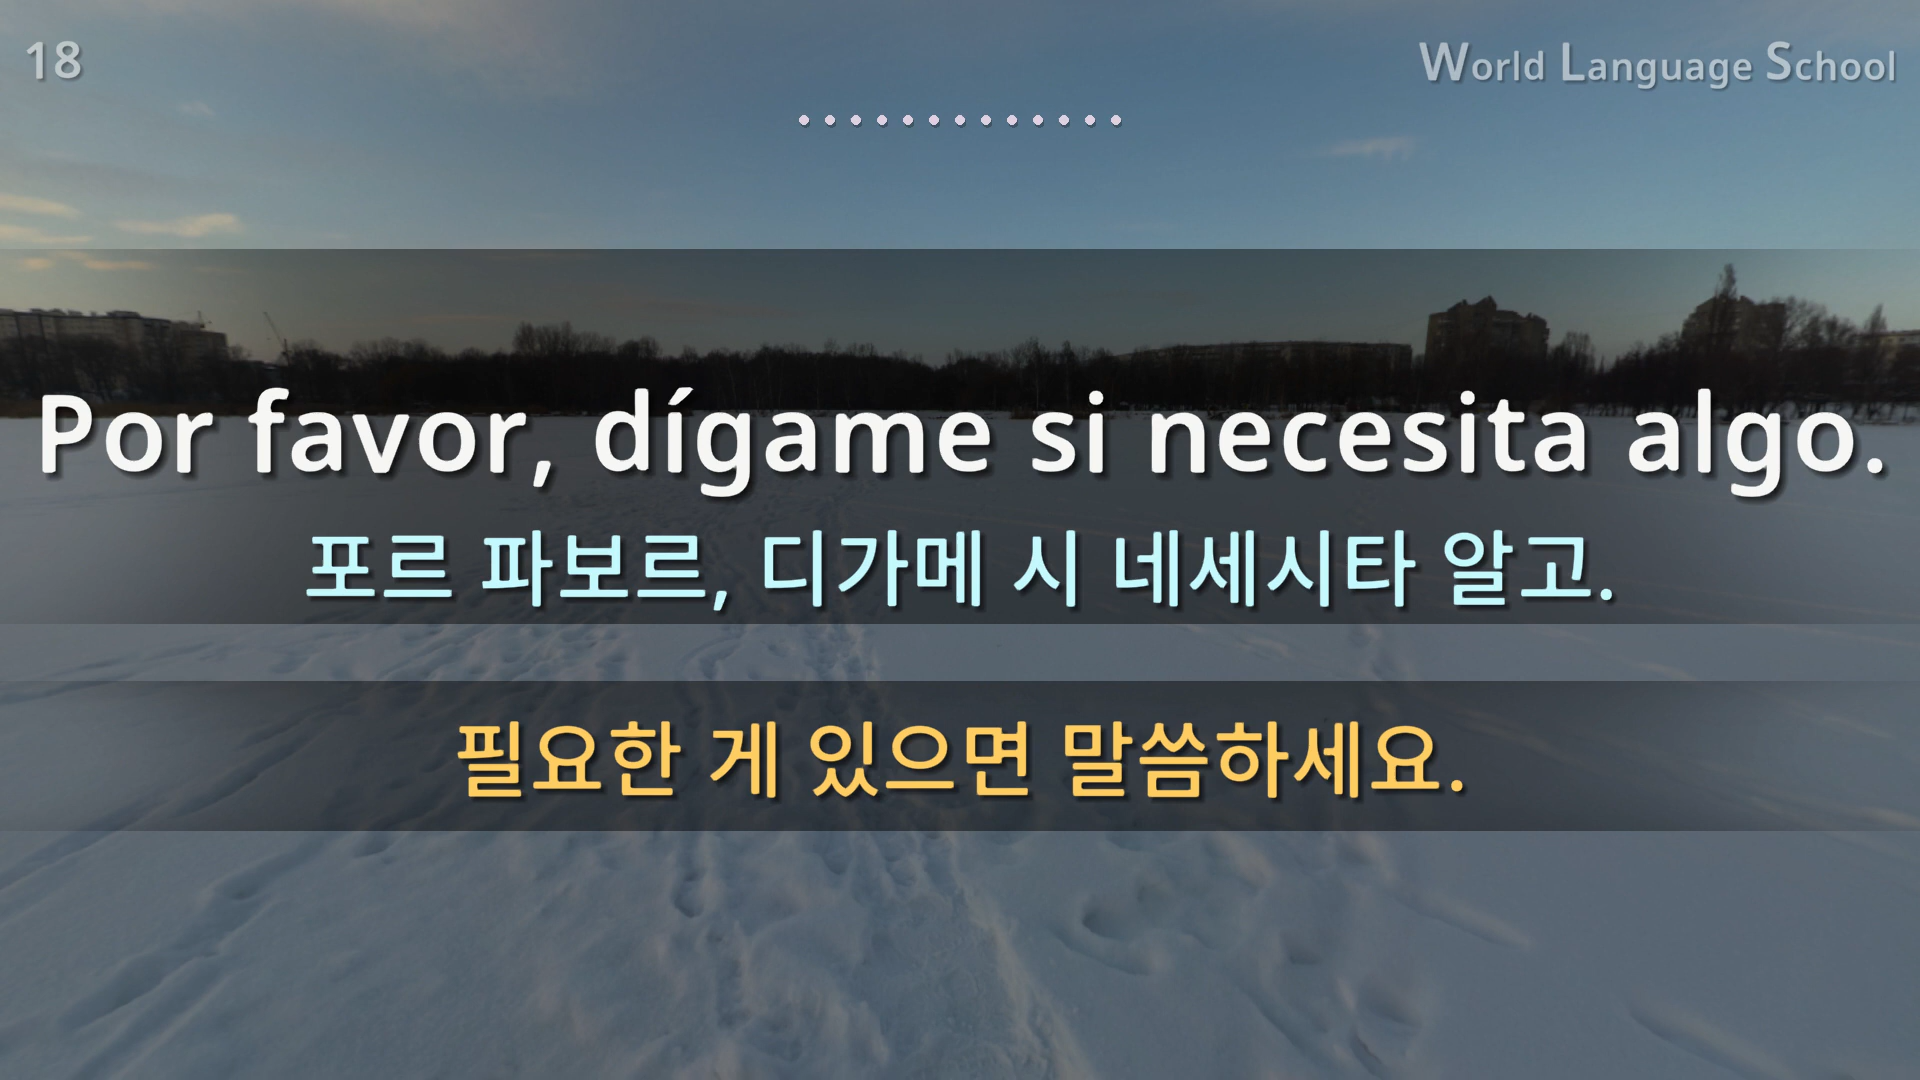 18
World Language School
Por favor, dígame si necesita algo.
포르 파보르, 디가메 시 네세시타 알고.
필요한 게 있으면 말씀하세요.